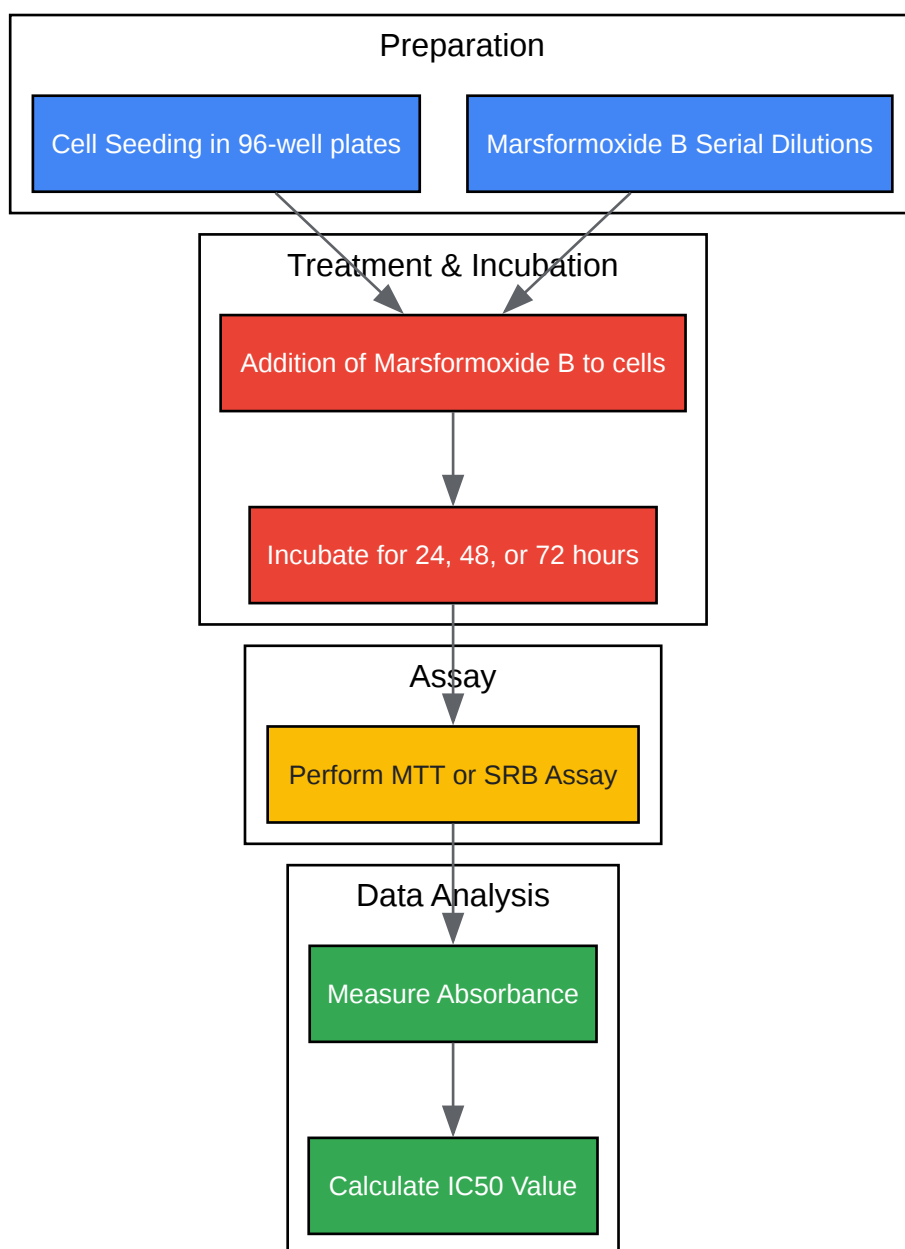 Preparation
Cell Seeding in 96-well plates
Marsformoxide B Serial Dilutions
Treatment & Incubation
Addition of Marsformoxide B to cells
Incubate for 24, 48, or 72 hours
Assay
Perform MTT or SRB Assay
Data Analysis
Measure Absorbance
Calculate IC50 Value